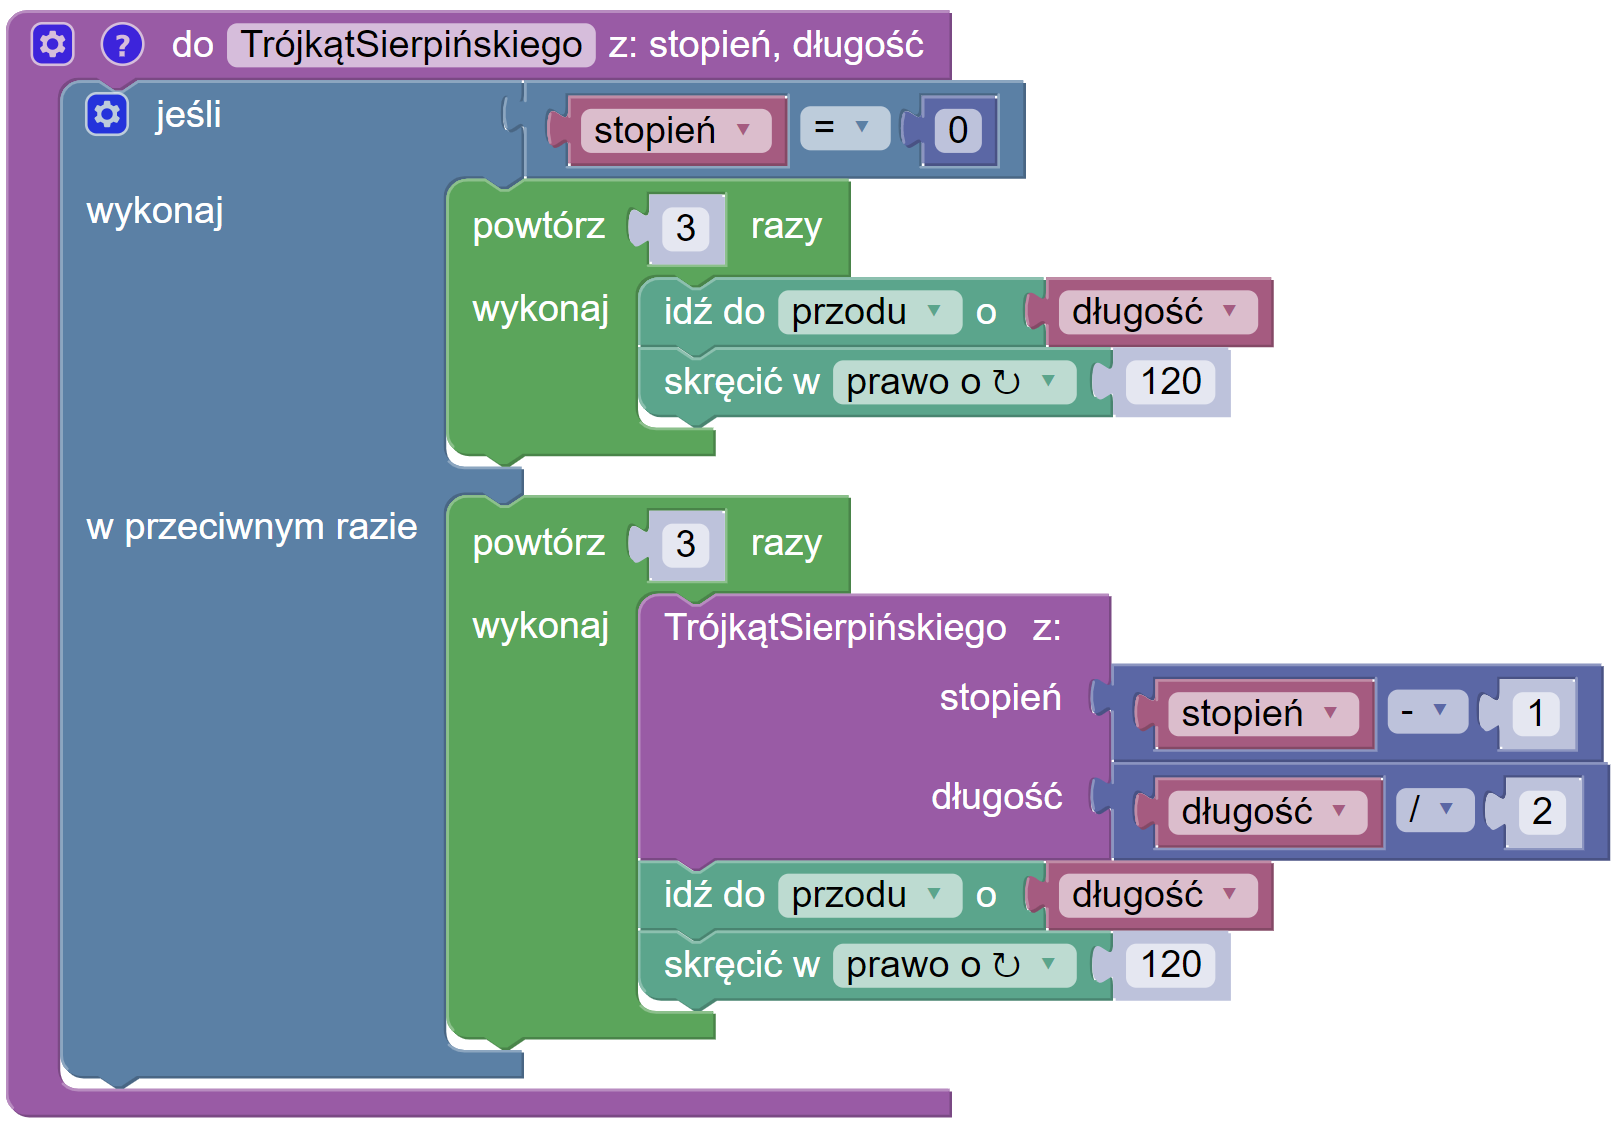 ? do TrójkątSierpińskiego z: stopień, długość
jeśli stopień = 0
wykonaj powtórz 3 razy
wykonaj idź do przodu o długość
skręcić w prawo o ↻ 120
w przeciwnym razie powtórz 3 razy
wykonaj TrójkątSierpińskiego z:
stopień stopień - 1
długość długość / 2
idź do przodu o długość
skręcić w prawo o ↻ 120